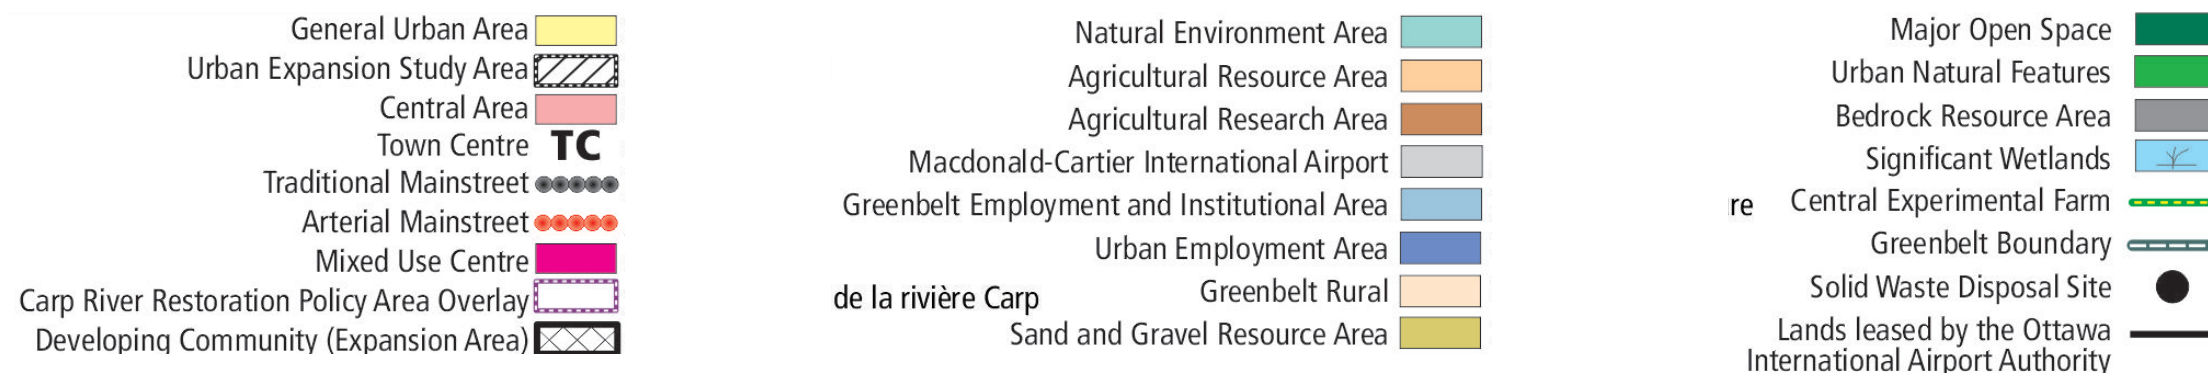 General Urban Area
Urban Expansion Study Area
Central Area
Town Centre TC
Traditional Mainstreet
Arterial Mainstreet
Mixed Use Centre
Carp River Restoration Policy Area Overlay
Developing Community (Expansion Area)
Natural Environment Area
Agricultural Resource Area
Agricultural Research Area
Macdonald-Cartier International Airport
Greenbelt Employment and Institutional Area
Urban Employment Area
de la rivière Carp Greenbelt Rural
Sand and Gravel Resource Area
Major Open Space
Urban Natural Features
Bedrock Resource Area
Significant Wetlands
re Central Experimental Farm
Greenbelt Boundary
Solid Waste Disposal Site
Lands leased by the Ottawa
International Airport Authority